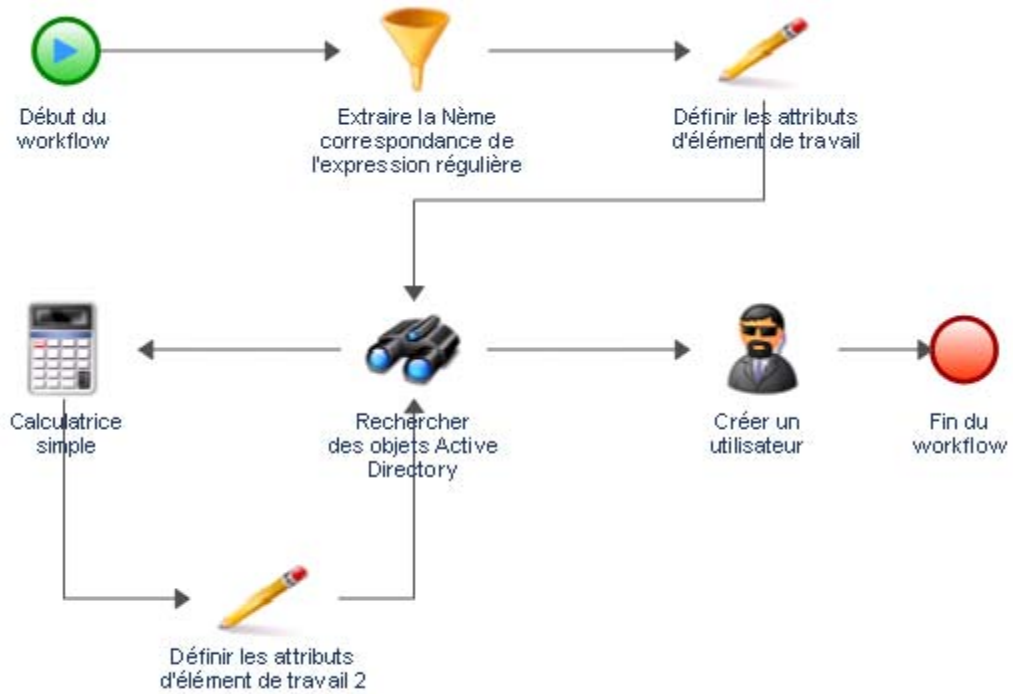 Début du
workflow
Extraire la Nème
correspondance de
l'expression régulière
Définir les attributs
d'élément de travail
Calculatrice
simple
Rechercher
des objets Active
Directory
Créer un
utilisateur
Fin du
workflow
Définir les attributs
d'élément de travail 2